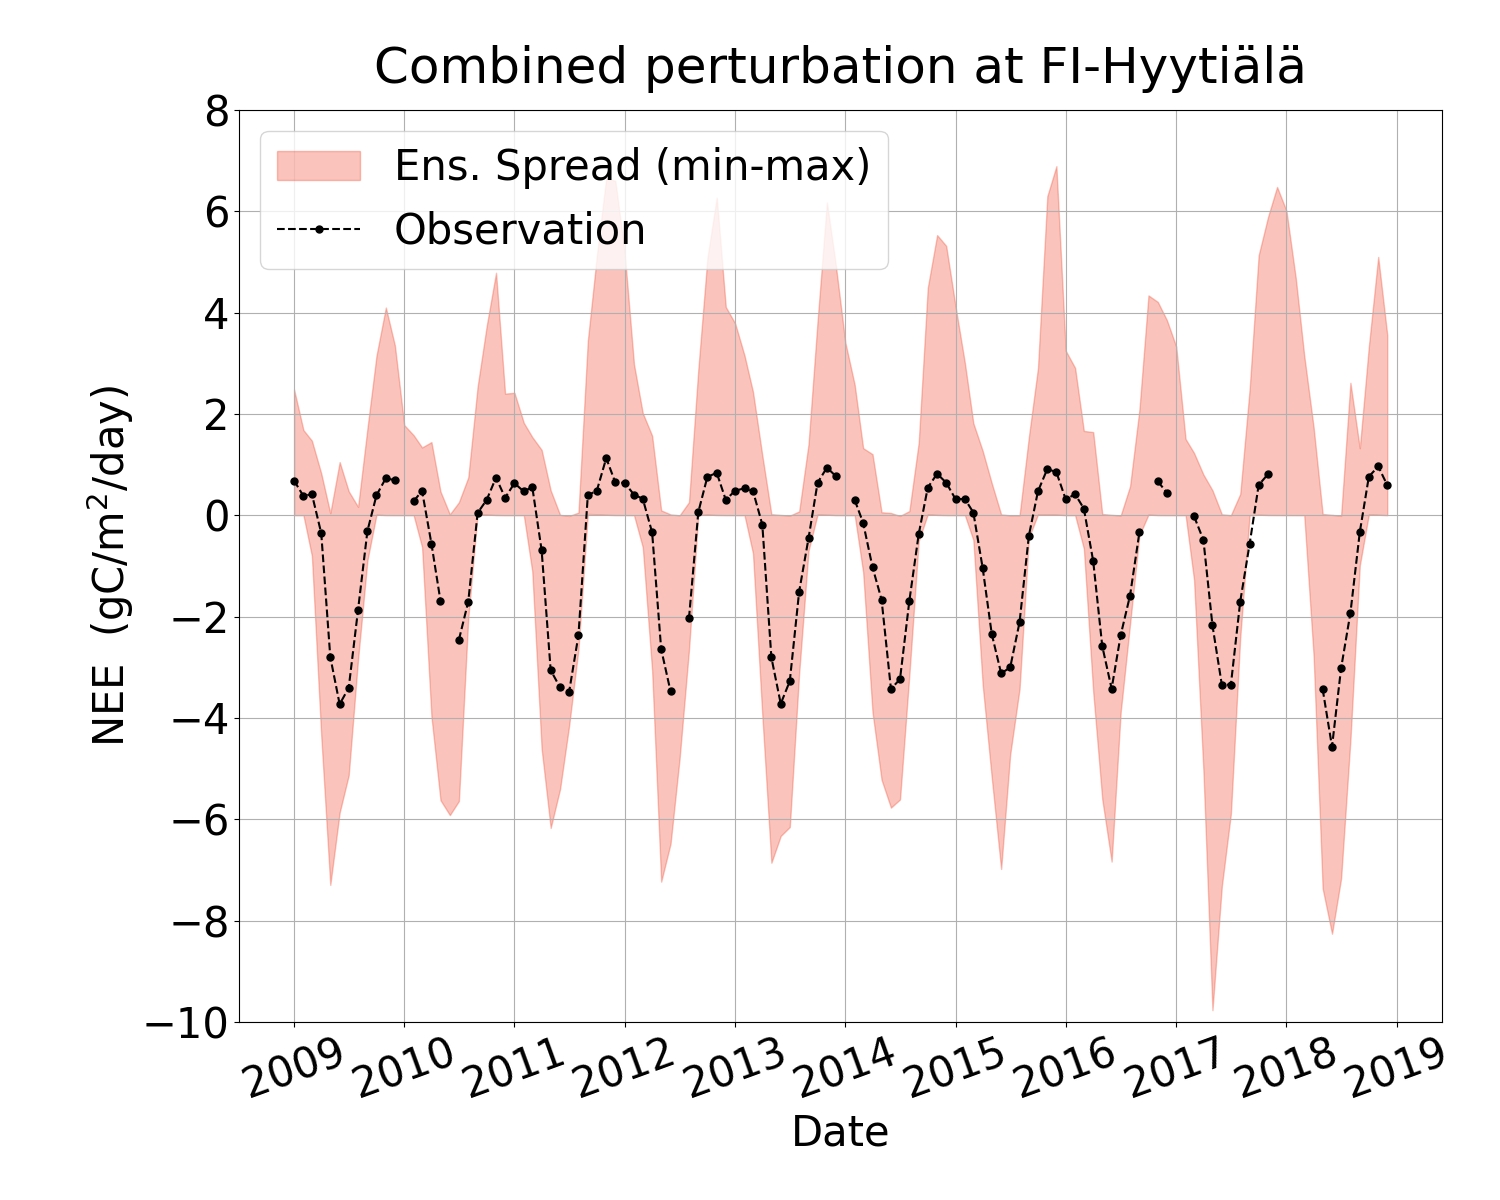 Combined perturbation at FI-Hyytiälä
8
6
4
2
0
−2
−4
−6
−8
−10
NEE (gC/m²/day)
Ens. Spread (min-max)
Observation
2009 2010 2011 2012 2013 2014 2015 2016 2017 2018 2019
Date